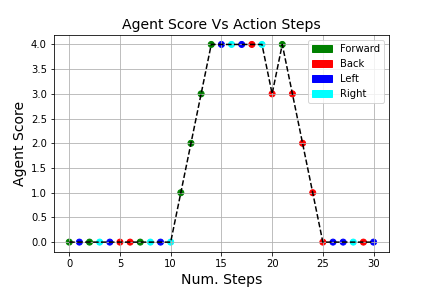 Agent Score Vs Action Steps
Agent Score
4.0
3.5
3.0
2.5
2.0
1.5
1.0
0.5
0.0
Forward
Back
Left
Right
0 5 10 15 20 25 30
Num. Steps